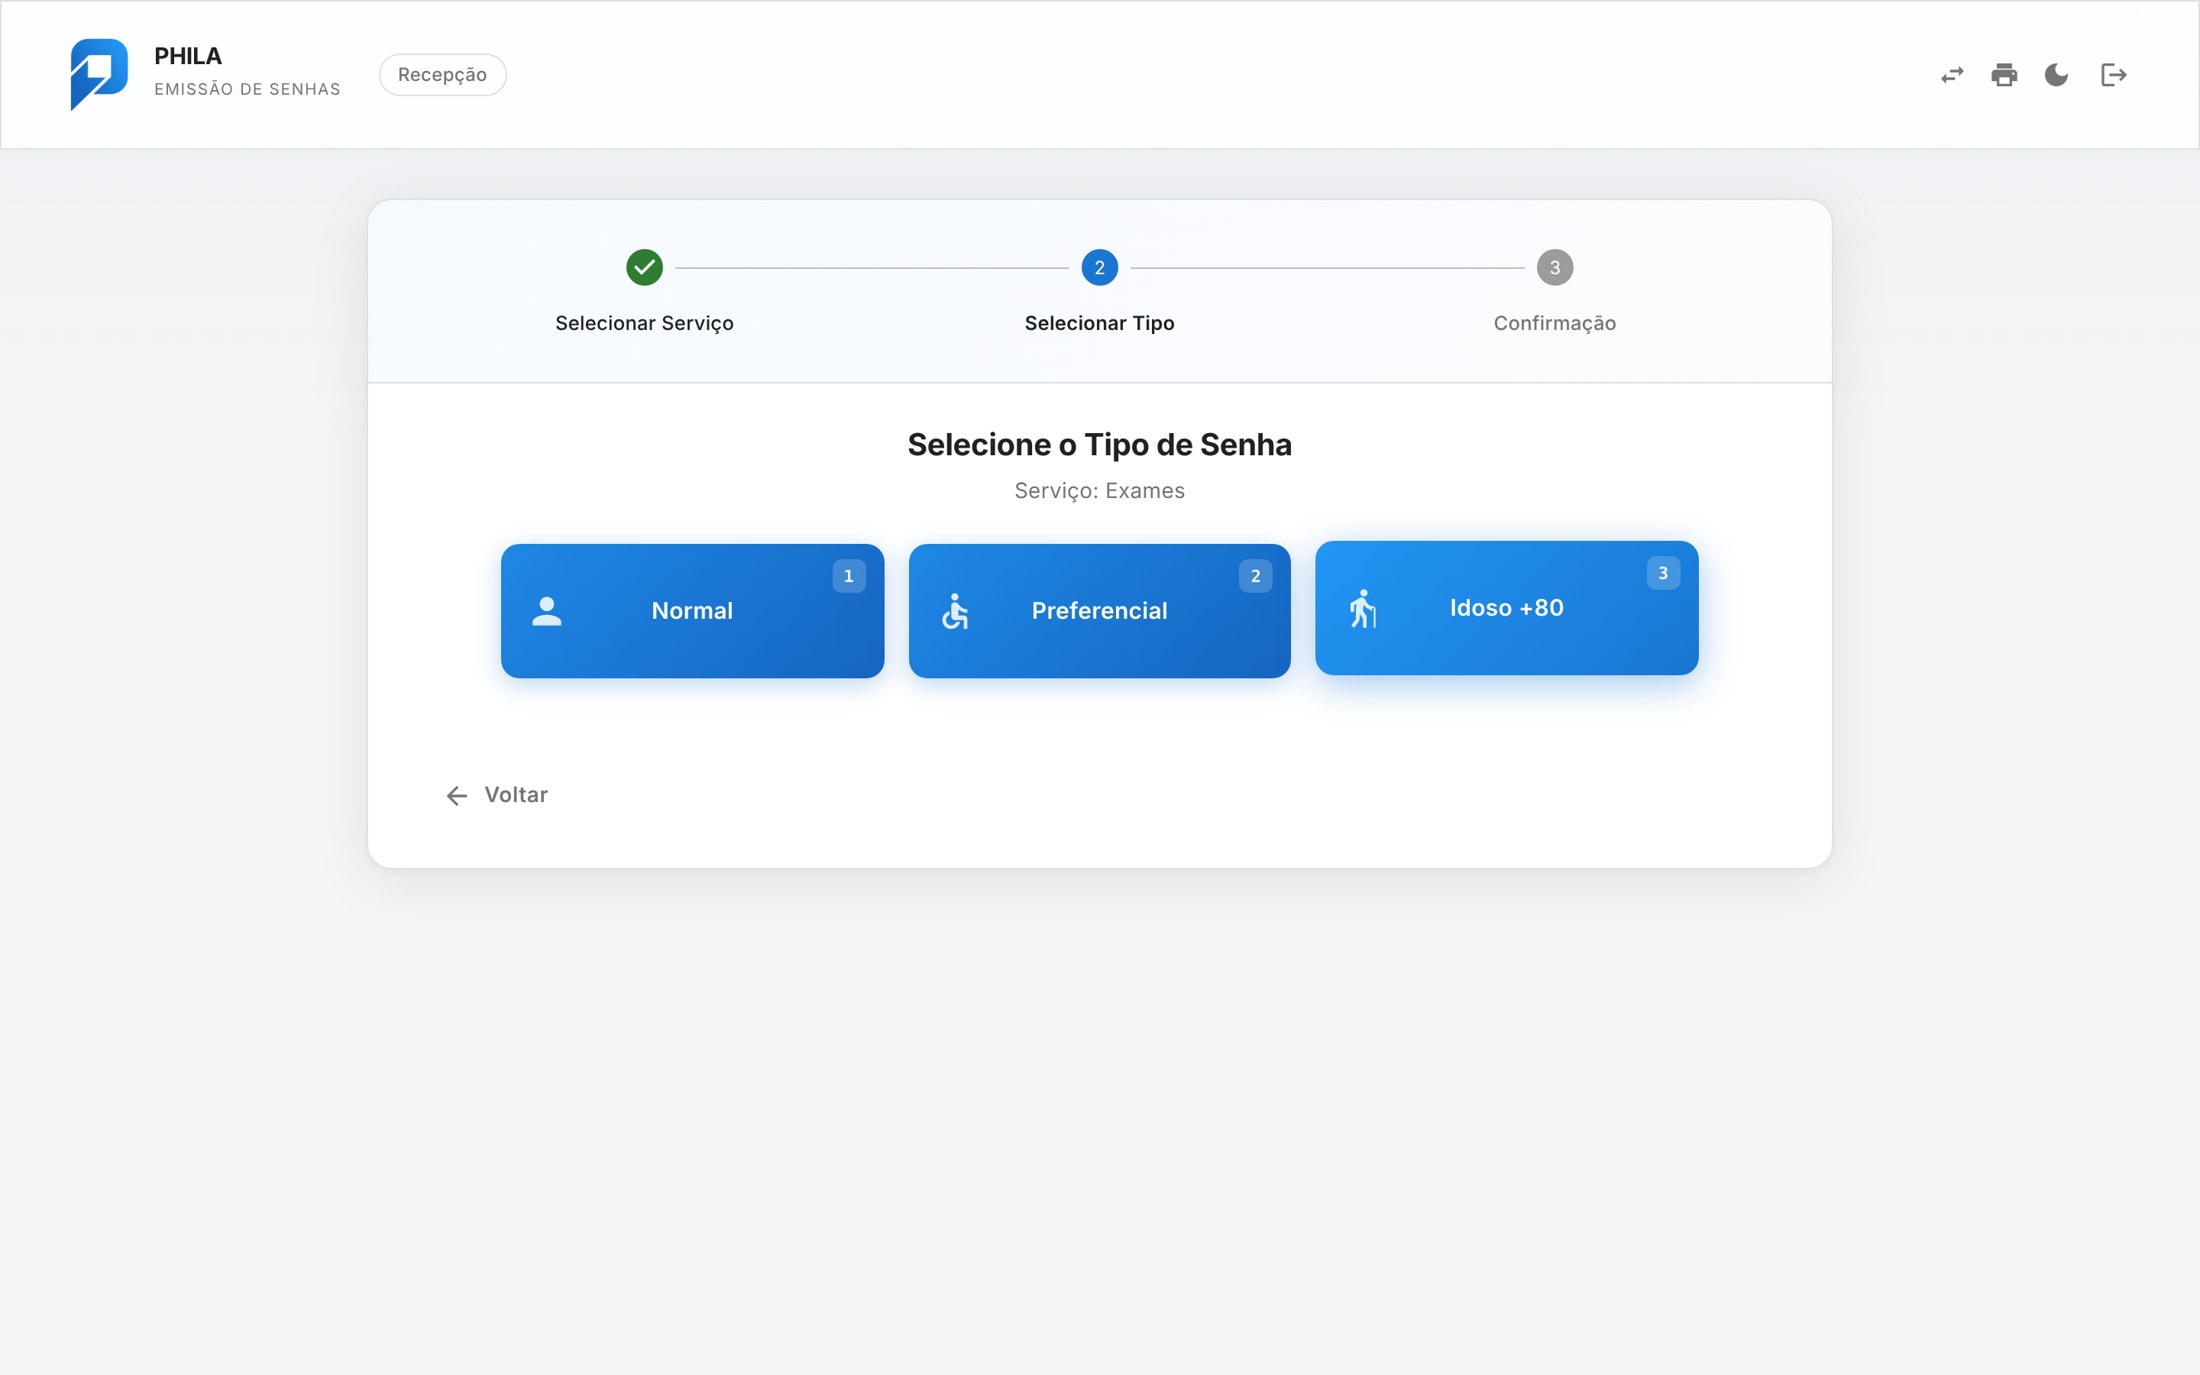 PHILA
EMISSÃO DE SENHAS
Recepção
2
3
Selecionar Serviço
Selecionar Tipo
Confirmação
Selecione o Tipo de Senha
Serviço: Exames
1
Normal
2
Preferencial
3
Idoso +80
Voltar